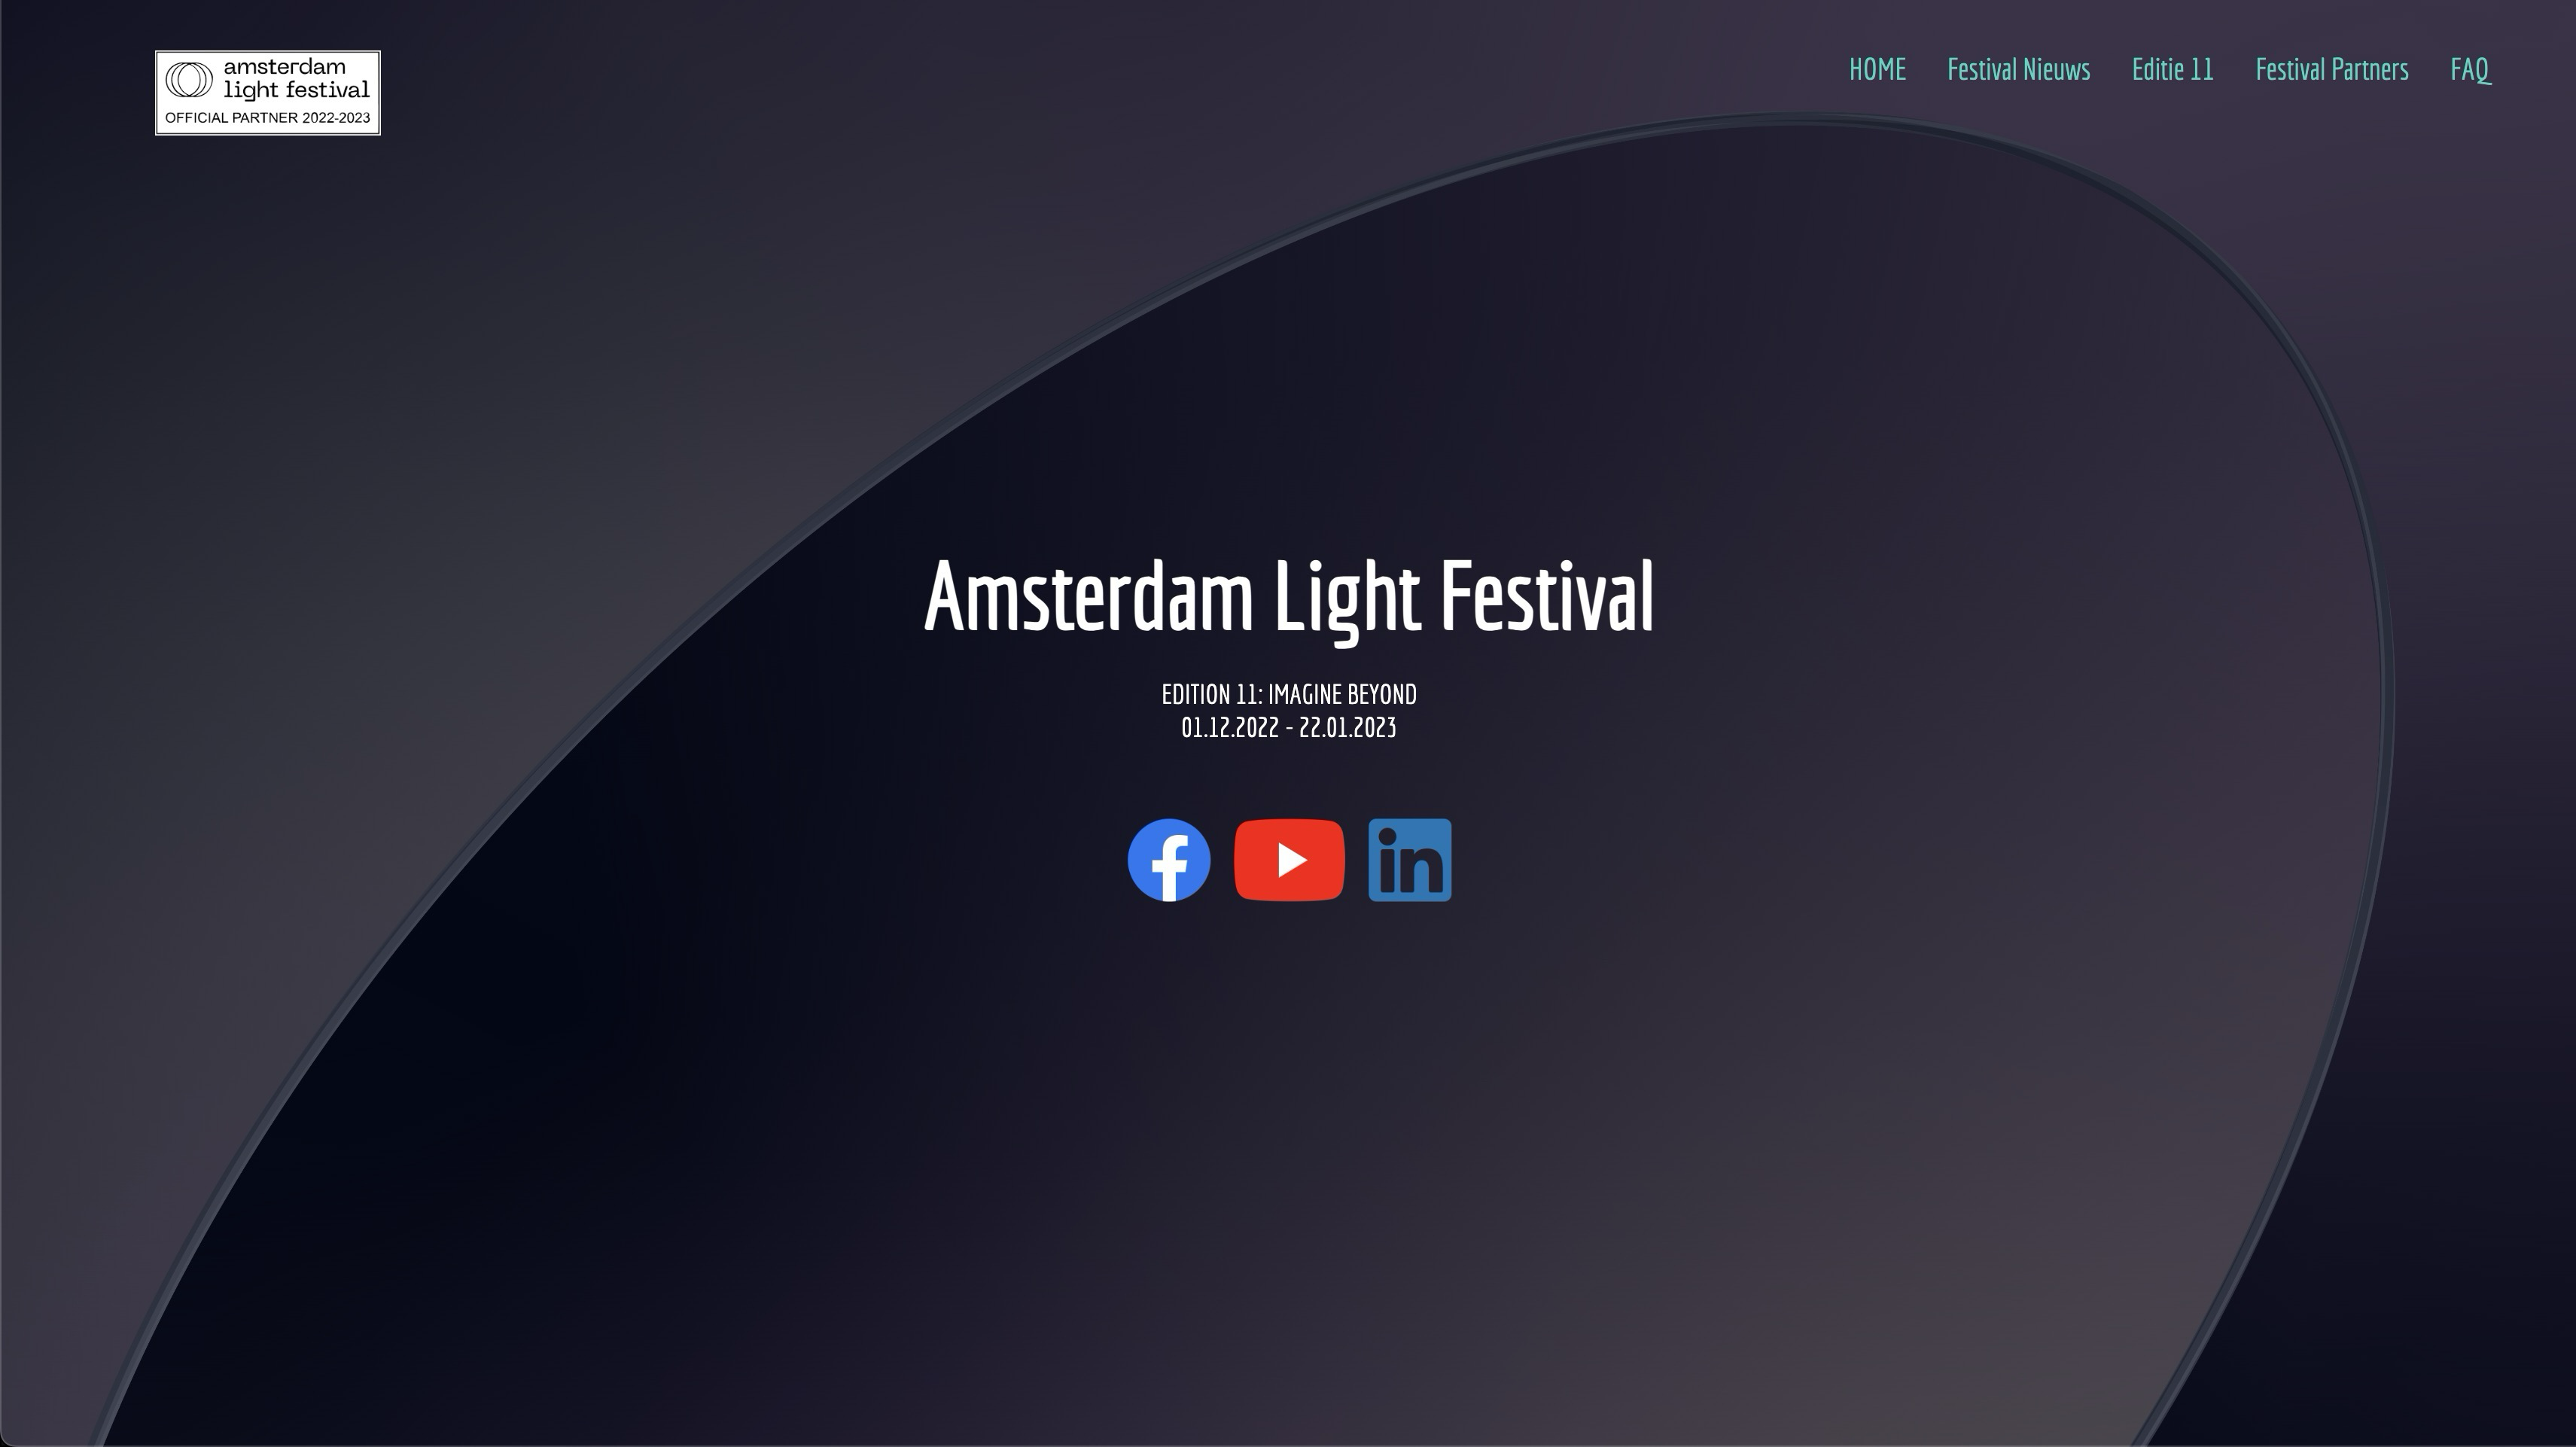 amsterdam
light festival
OFFICIAL PARTNER 2022-2023
HOME Festival Nieuws Editie 11 Festival Partners FAQ
Amsterdam Light Festival
EDITION 11: IMAGINE BEYOND
01.12.2022 - 22.01.2023
f
in